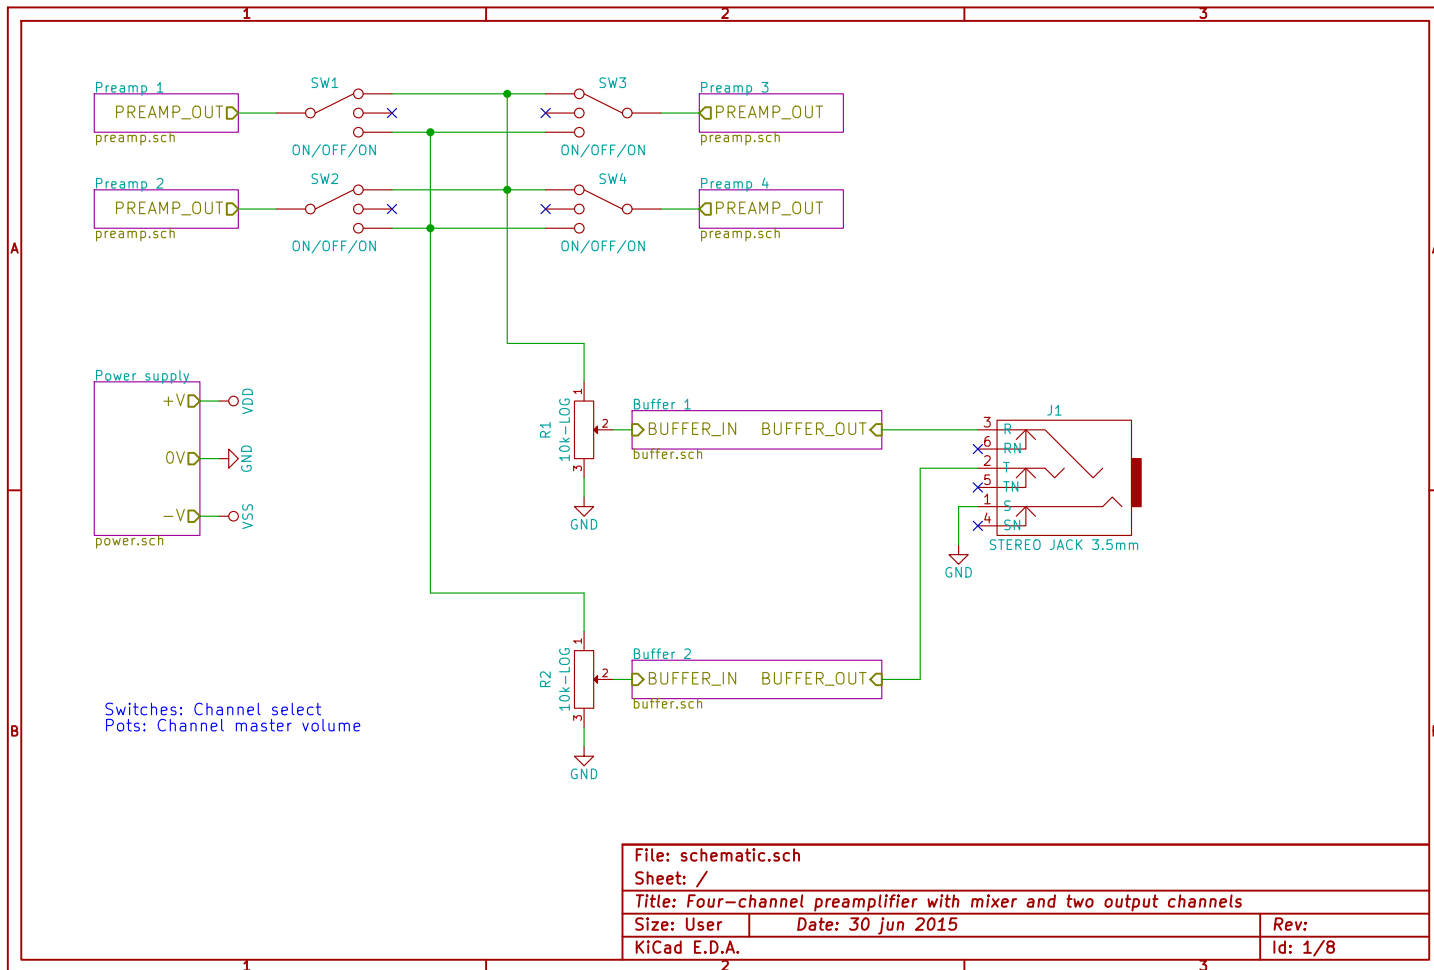 1 2 3
Preamp 1 SW1 SW3 Preamp 3
PREAMP_OUT PREAMP_OUT
preamp.sch preamp.sch
ON/OFF/ON ON/OFF/ON
Preamp 2 SW2 SW4 Preamp 4
PREAMP_OUT PREAMP_OUT
preamp.sch preamp.sch
ON/OFF/ON ON/OFF/ON
A
Power supply
+V VDD
0V GND
-V VSS
power.sch
R1
10k-LOG
1
2
3
GND
Buffer 1
BUFFER_IN BUFFER_OUT
buffer.sch
J1
3 R
6 RN
2 T
5 TN
1 S
4 SN
STEREO JACK 3.5mm
GND
R2
10k-LOG
1
2
3
GND
Buffer 2
BUFFER_IN BUFFER_OUT
buffer.sch
Switches: Channel select
Pots: Channel master volume
B
File: schematic.sch
Sheet: /
Title: Four-channel preamplifier with mixer and two output channels
Size: User Date: 30 jun 2015 Rev:
KiCad E.D.A. Id: 1/8
1 2 3